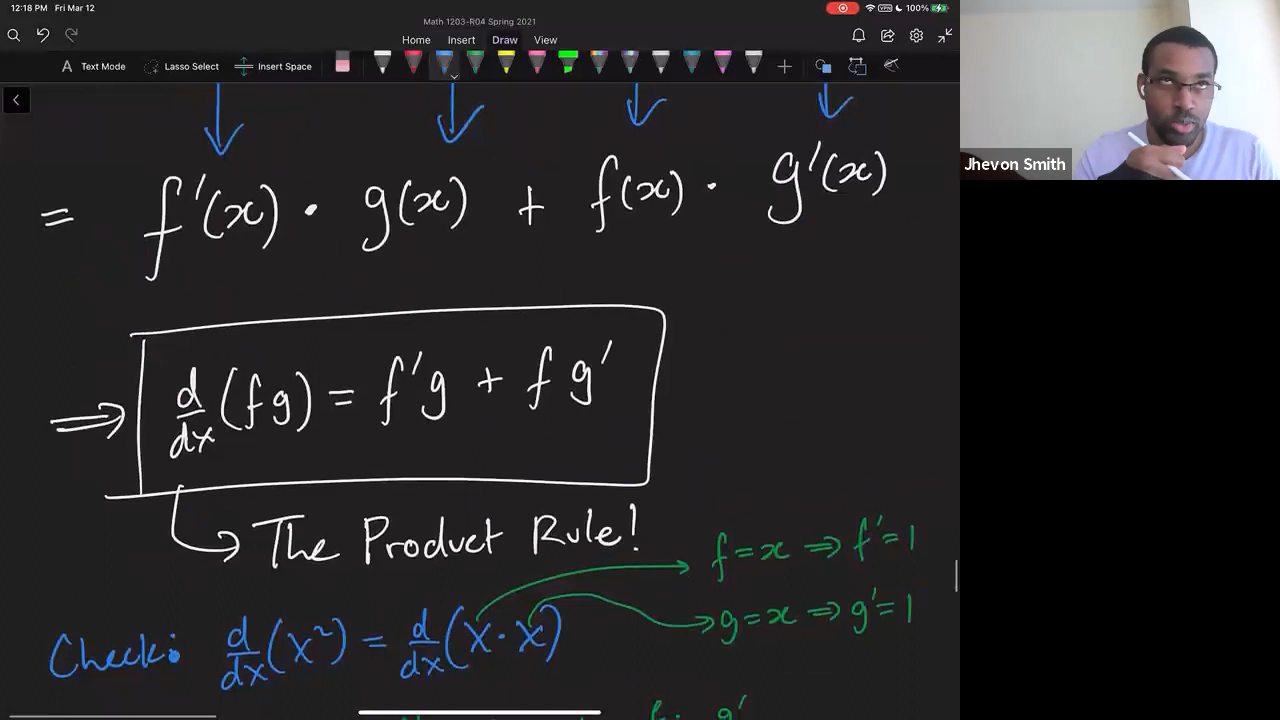 12:18 PM Fri Mar 12
VPN 100%
Math 1203-R04 Spring 2021
Home Insert Draw View
A Text Mode Lasso Select Insert Space
Jhevon Smith
= f'(x) · g(x) + f(x) · g'(x)
⇒ d/dx (fg) = f'g + fg'
The Product Rule!
f = x ⇒ f' = 1
g = x ⇒ g' = 1
Check: d/dx (x²) = d/dx (x · x)